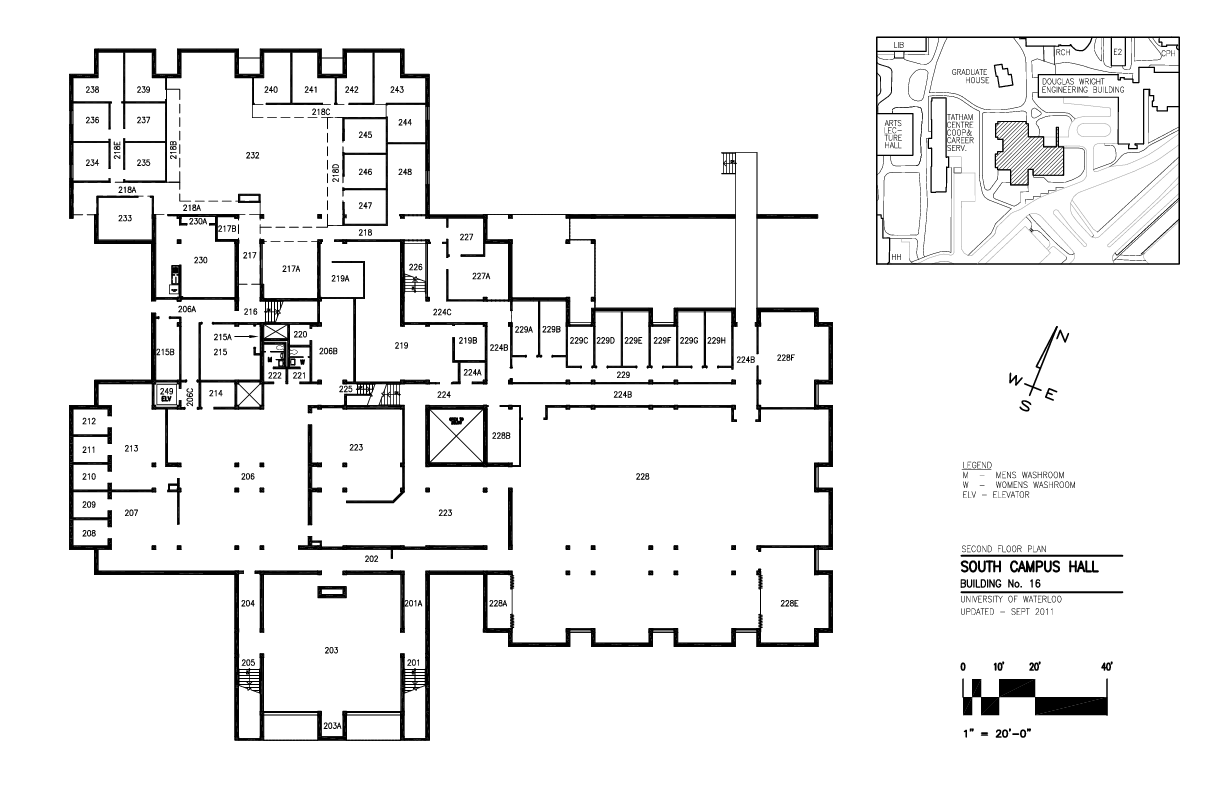 238
239
240
241
242
243
236
237
218C
244
245
218B
218E
232
234
235
218D
246
248
218A
247
218A
233
230A
217B
218
227
217
226
230
217A
219A
227A
206A
216
224C
215A
220
215B
215
206B
219
219B
224B
229A
229B
229C
229D
229E
229F
229G
229H
224B
228F
W
W
222
221
224A
229
249
ELV
206C
214
225
224
224B
212
213
223
228B
211
206
228
210
209
207
223
208
202
204
201A
228A
228E
203
205
201
203A
LIB
RCH
E2
CPH
GRADUATE
HOUSE
DOUGLAS WRIGHT
ENGINEERING BUILDING
ARTS
LEC-
TURE
HALL
TATHAM
CENTRE
COOP&
CAREER
SERV.
HH
N
W
E
S
LEGEND
M – MENS WASHROOM
W – WOMENS WASHROOM
ELV – ELEVATOR
SECOND FLOOR PLAN
SOUTH CAMPUS HALL
BUILDING No. 16
UNIVERSITY OF WATERLOO
UPDATED – SEPT 2011
0 10' 20' 40'
1" = 20'-0"